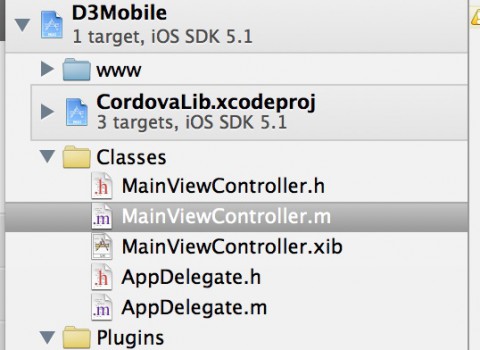 D3Mobile
1 target, iOS SDK 5.1
www
CordovaLib.xcodeproj
3 targets, iOS SDK 5.1
Classes
.h MainViewController.h
.m MainViewController.m
MainViewController.xib
.h AppDelegate.h
.m AppDelegate.m
Plugins